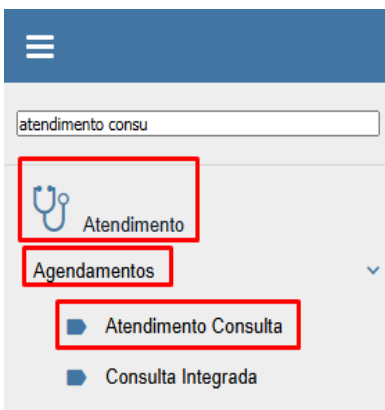 atendimento consu
Atendimento
Agendamentos
Atendimento Consulta
Consulta Integrada